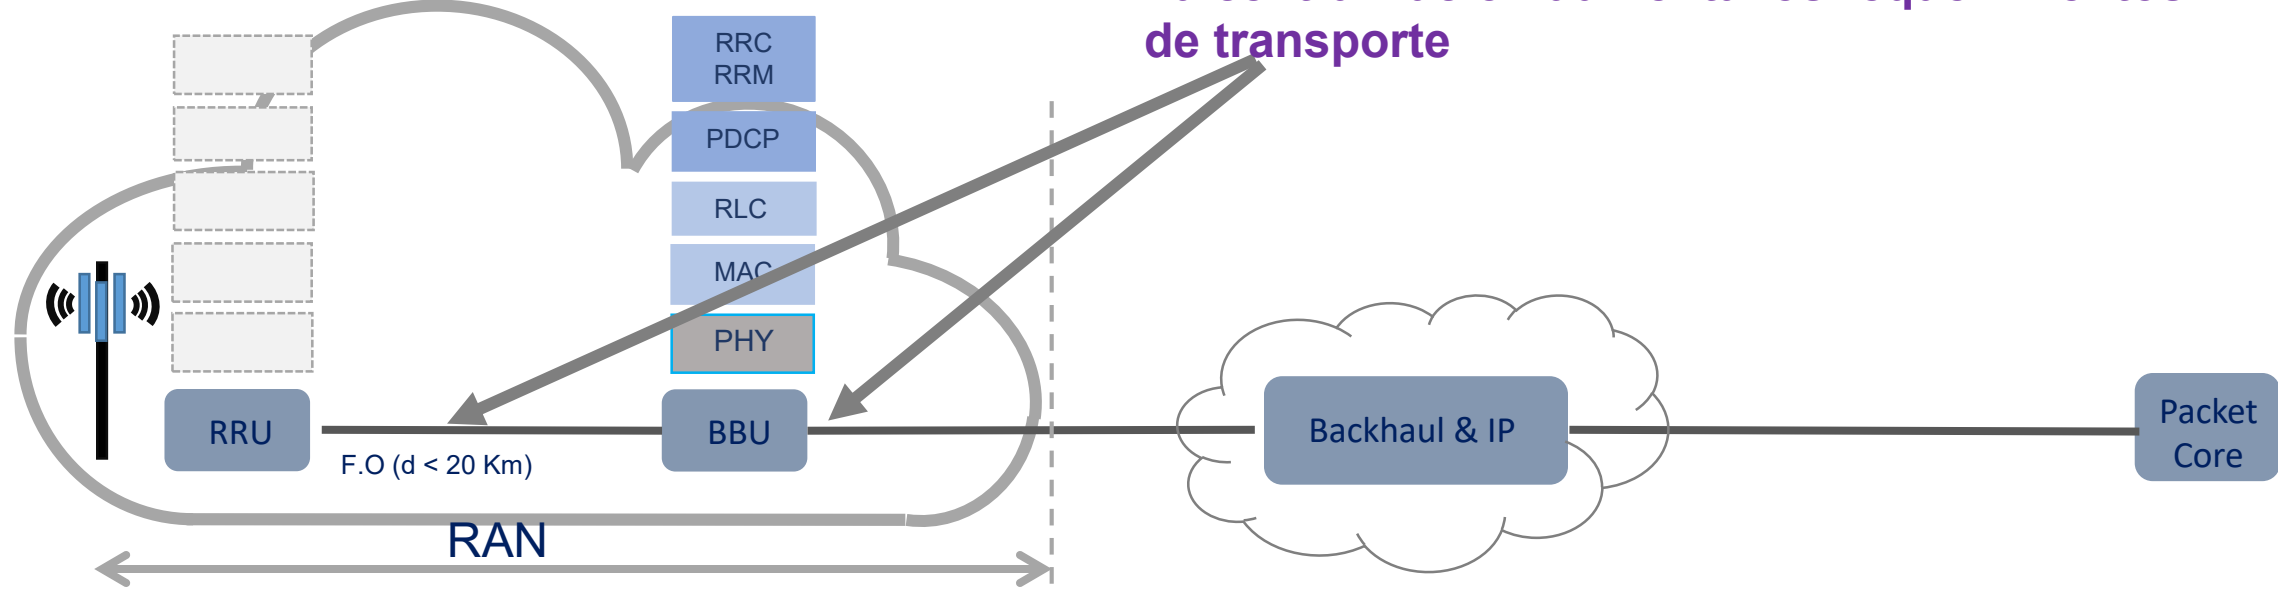 de transporte
RRC
RRM
PDCP
RLC
MAC
PHY
RRU
BBU
F.O (d < 20 Km)
Backhaul & IP
Packet
Core
RAN